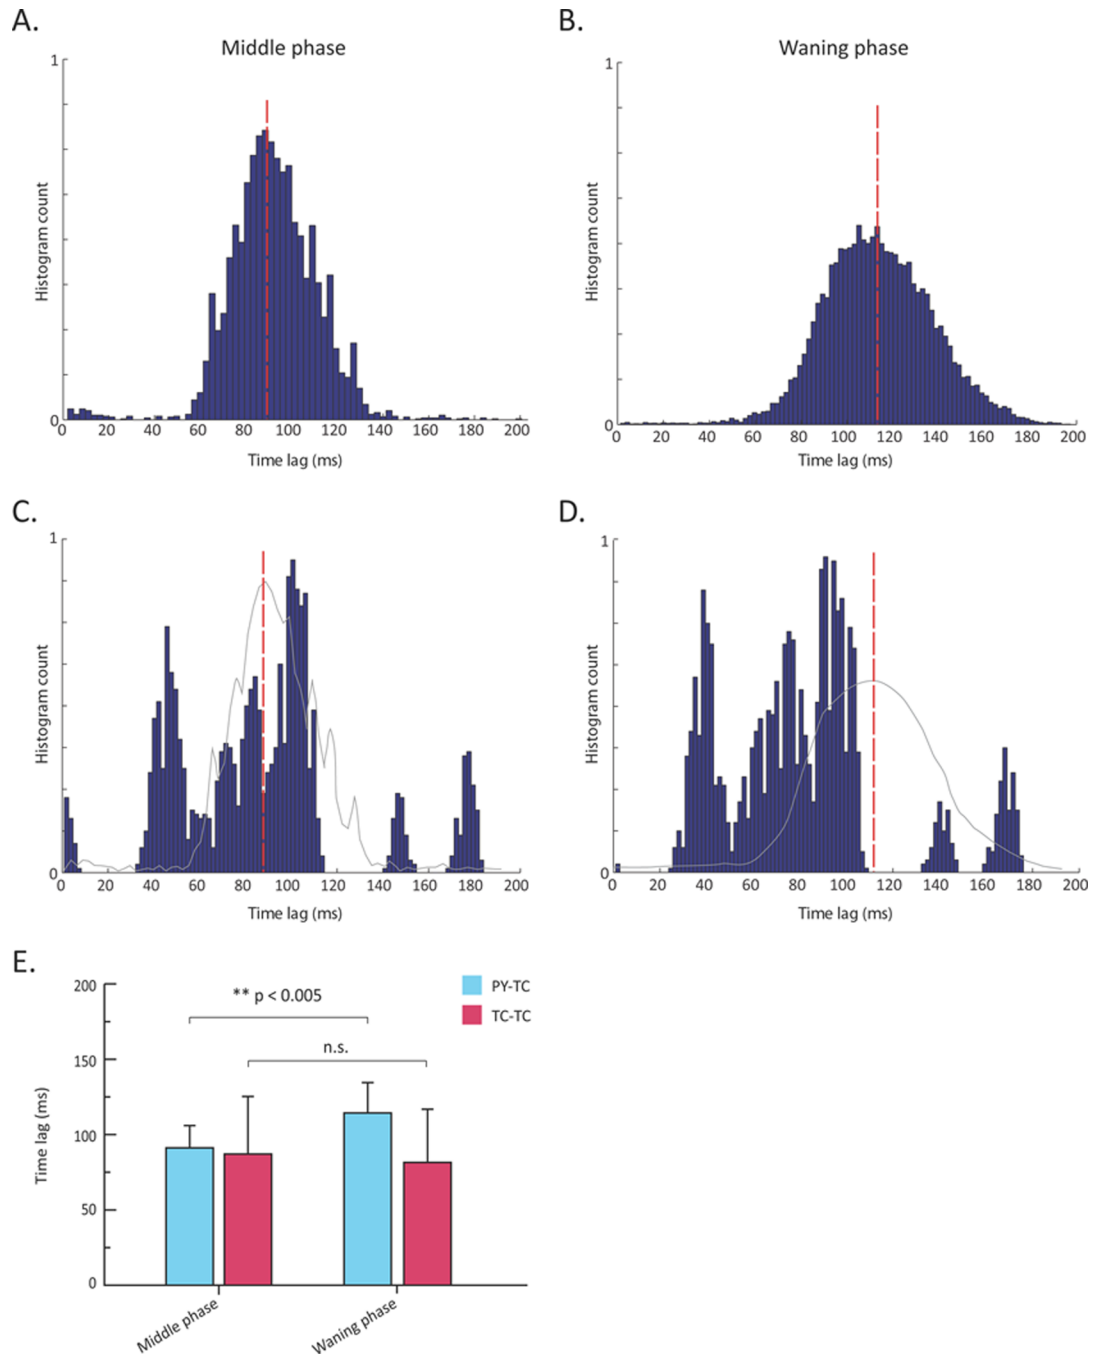 A.
Middle phase
1
Histogram count
0
0 20 40 60 80 100 120 140 160 180 200
Time lag (ms)
B.
Waning phase
1
Histogram count
0
0 20 40 60 80 100 120 140 160 180 200
Time lag (ms)
C.
1
Histogram count
0
0 20 40 60 80 100 120 140 160 180 200
Time lag (ms)
D.
1
Histogram count
0
0 20 40 60 80 100 120 140 160 180 200
Time lag (ms)
E.
200
150
100
50
0
Time lag (ms)
** p < 0.005
n.s.
PY-TC
TC-TC
Middle phase
Waning phase